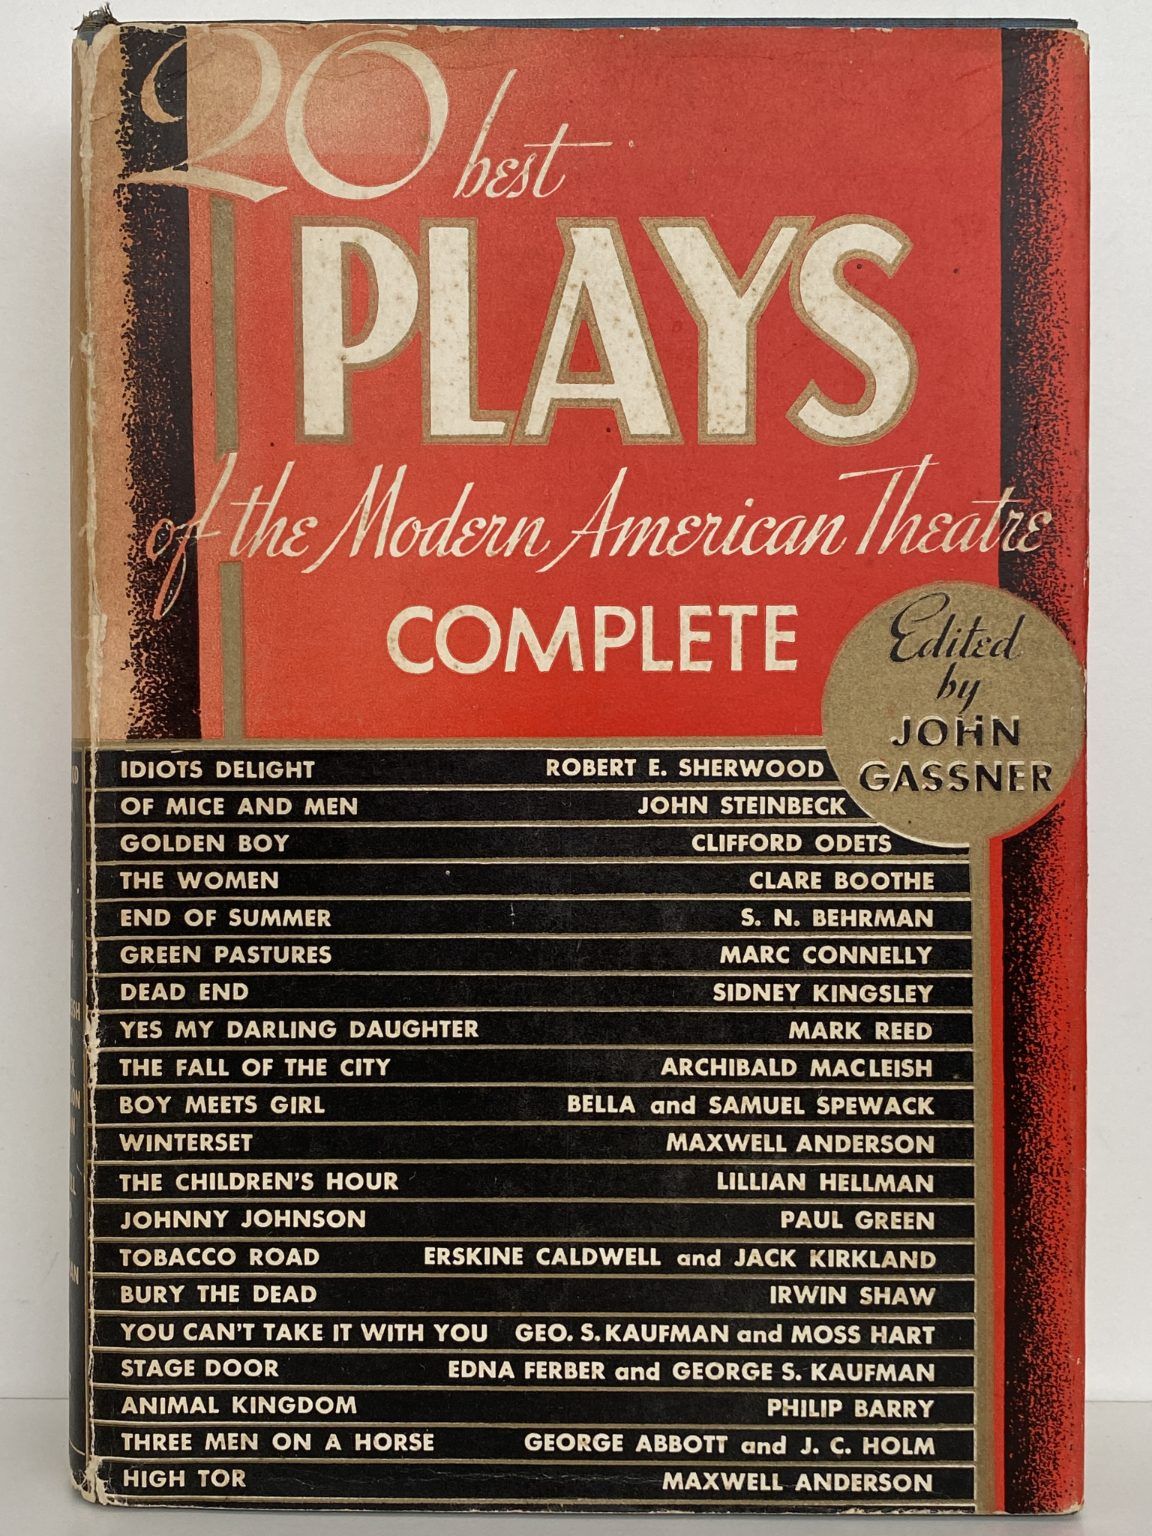 20 best
PLAYS
of the Modern American Theatre
COMPLETE
Edited
by
JOHN
GASSNER
IDIOTS DELIGHT ROBERT E. SHERWOOD
OF MICE AND MEN JOHN STEINBECK
GOLDEN BOY CLIFFORD ODETS
THE WOMEN CLARE BOOTHE
END OF SUMMER S. N. BEHRMAN
GREEN PASTURES MARC CONNELLY
DEAD END SIDNEY KINGSLEY
YES MY DARLING DAUGHTER MARK REED
THE FALL OF THE CITY ARCHIBALD MACLEISH
BOY MEETS GIRL BELLA and SAMUEL SPEWACK
WINTERSET MAXWELL ANDERSON
THE CHILDREN'S HOUR LILLIAN HELLMAN
JOHNNY JOHNSON PAUL GREEN
TOBACCO ROAD ERSKINE CALDWELL and JACK KIRKLAND
BURY THE DEAD IRWIN SHAW
YOU CAN'T TAKE IT WITH YOU GEO. S. KAUFMAN and MOSS HART
STAGE DOOR EDNA FERBER and GEORGE S. KAUFMAN
ANIMAL KINGDOM PHILIP BARRY
THREE MEN ON A HORSE GEORGE ABBOTT and J. C. HOLM
HIGH TOR MAXWELL ANDERSON